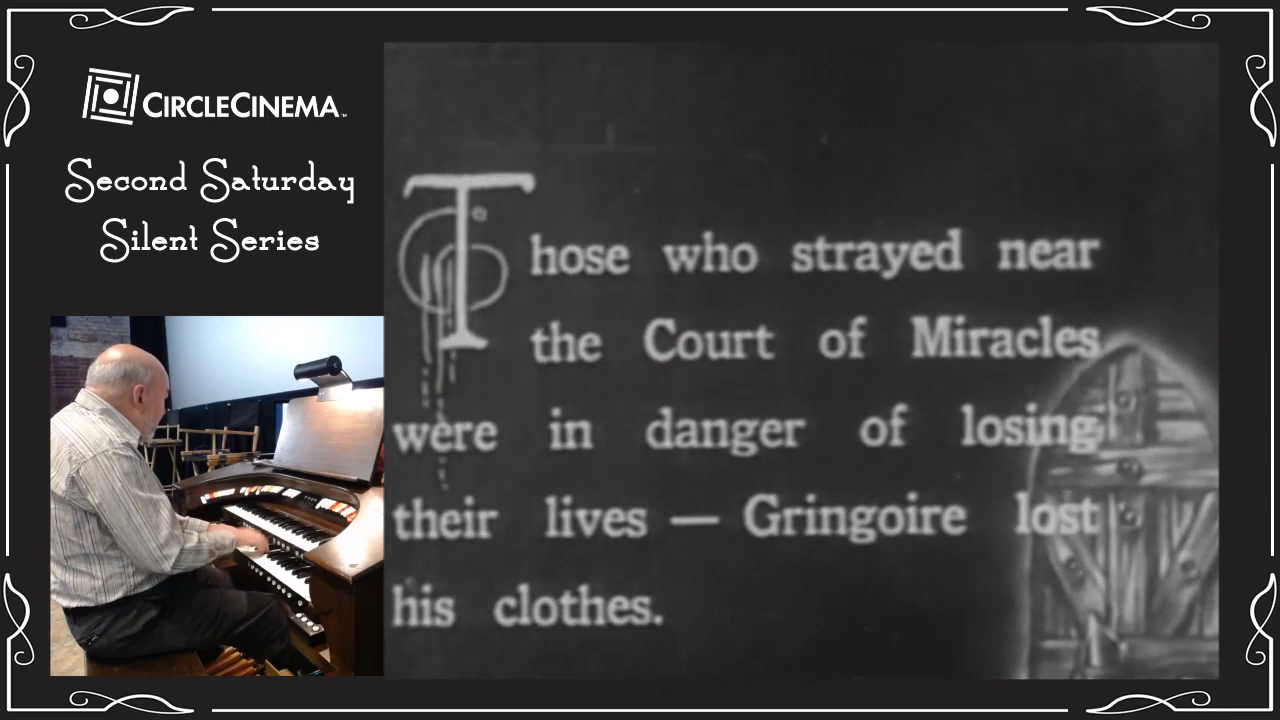 CIRCLECINEMA™
Second Saturday
Silent Series
Those who strayed near
the Court of Miracles
were in danger of losing
their lives — Gringoire lost
his clothes.